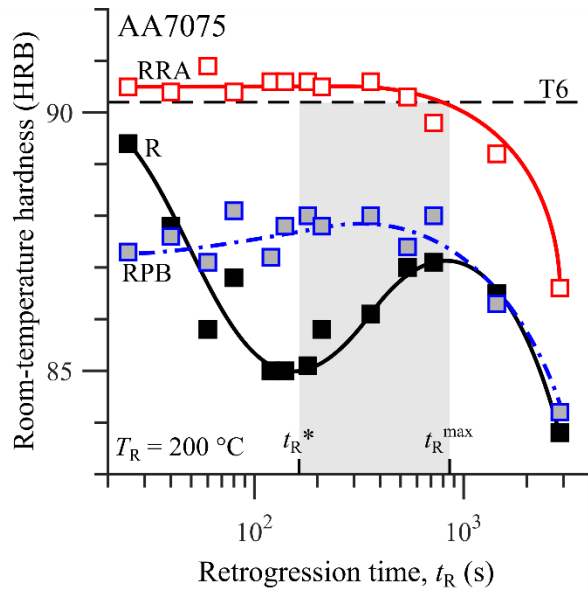 AA7075
RRA
T6
90
R
RPB
85
T_R = 200 °C
t_R*
t_R^max
10^2
10^3
Room-temperature hardness (HRB)
Retrogression time, t_R (s)